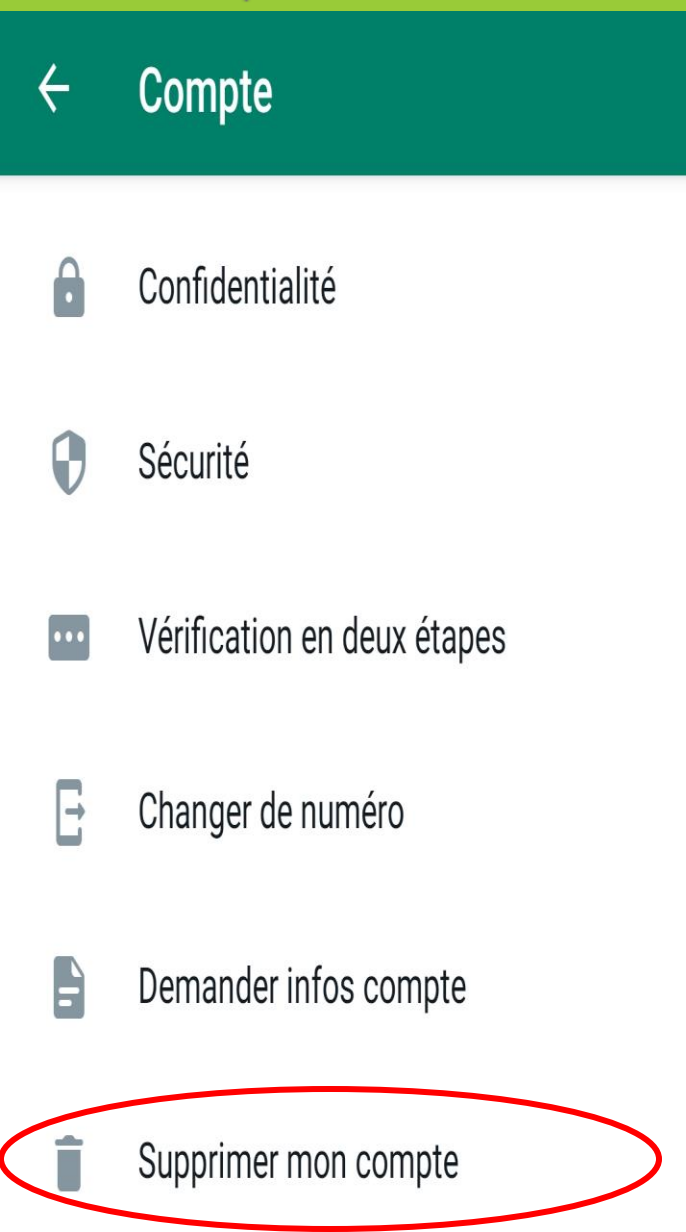 Compte
Confidentialité
Sécurité
Vérification en deux étapes
Changer de numéro
Demander infos compte
Supprimer mon compte